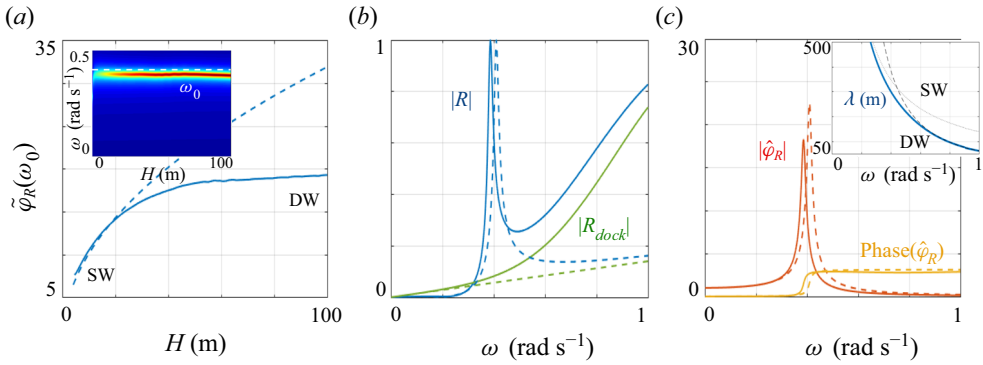 (a)
35
0.5
ω (rad s⁻¹)
ω₀
0
0
100
H (m)
φ̃_R(ω₀)
DW
SW
5
0
100
H (m)
(b)
1
|R|
|R_dock|
0
0
1
ω (rad s⁻¹)
(c)
30
500
λ (m)
SW
DW
50
0
1
ω (rad s⁻¹)
|φ̂_R|
Phase(φ̂_R)
0
0
1
ω (rad s⁻¹)